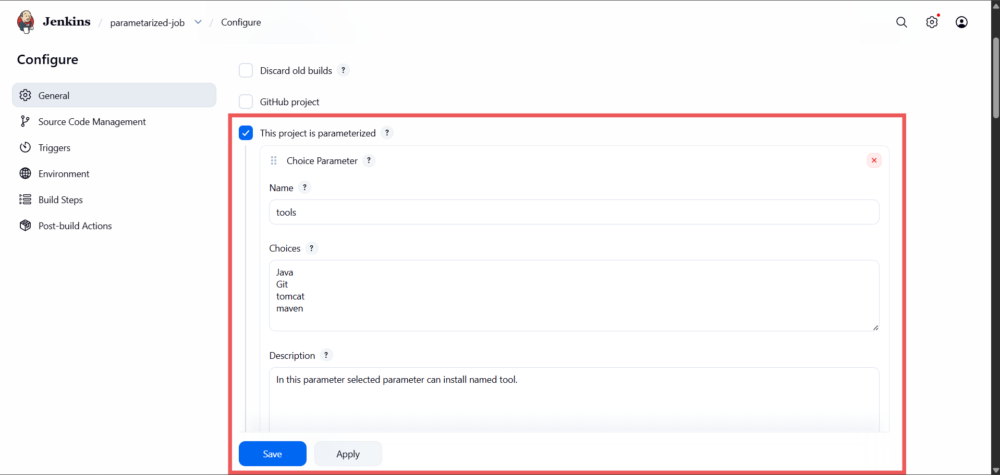 Jenkins / parametarized-job / Configure
Configure
General
Source Code Management
Triggers
Environment
Build Steps
Post-build Actions
Discard old builds ?
GitHub project
This project is parameterized ?
Choice Parameter ?
Name ?
tools
Choices ?
Java
Git
tomcat
maven
Description ?
In this parameter selected parameter can install named tool.
Save Apply